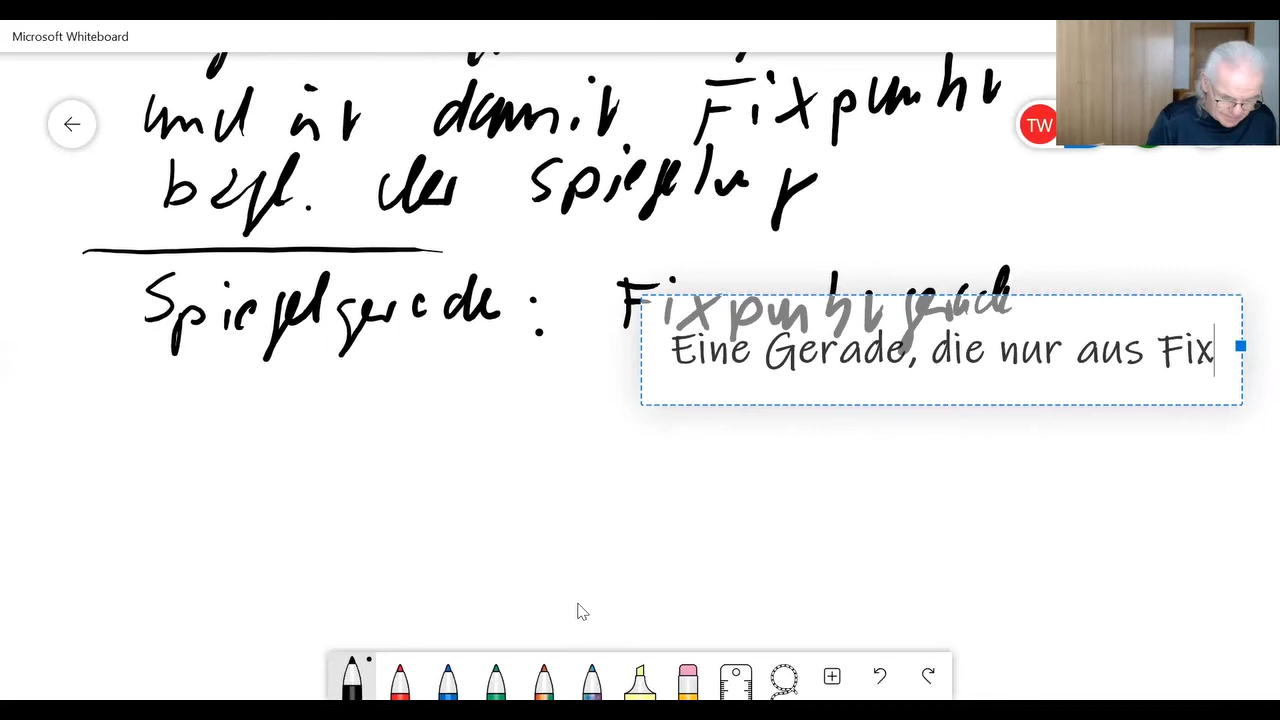 Microsoft Whiteboard
und ist damit Fixpunkt
TW
bzgl. der Spiegelung
Spiegelgerade: Fixpunktgerade
Eine Gerade, die nur aus Fix